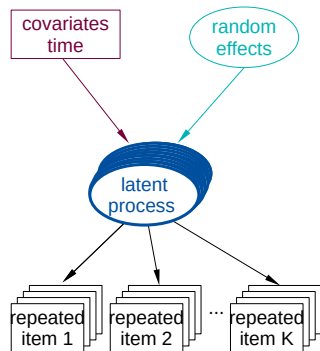 covariates
time
random
effects
latent
process
repeated
item 1
repeated
item 2
...
repeated
item K